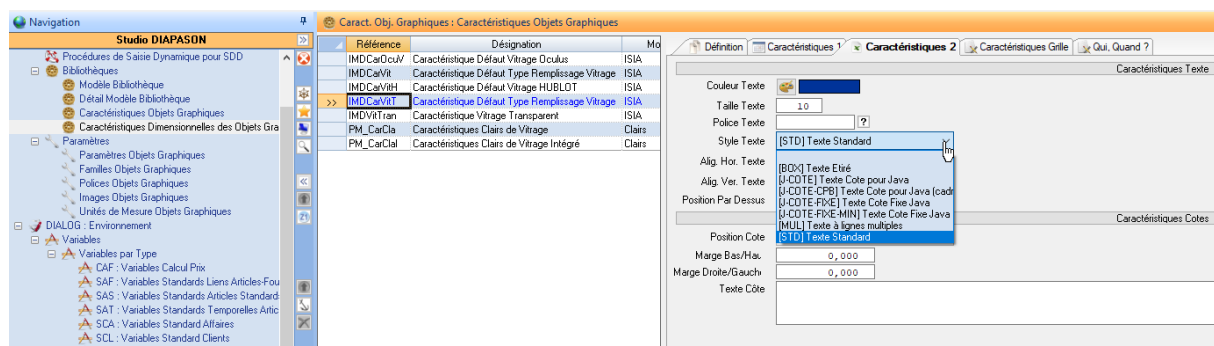 Navigation
Studio DIAPASON
Procédures de Saisie Dynamique pour SDD
Bibliothèques
Modèle Bibliothèque
Détail Modèle Bibliothèque
Caractéristiques Objets Graphiques
Caractéristiques Dimensionnelles des Objets Gra
Paramètres
Paramètres Objets Graphiques
Familles Objets Graphiques
Polices Objets Graphiques
Images Objets Graphiques
Unités de Mesure Objets Graphiques
DIALOG : Environnement
Variables
Variables par Type
CAF : Variables Calcul Prix
SAF : Variables Standards Liens Articles-Fou
SAS : Variables Standards Articles Standard:
SAT : Variables Standards Temporelles Artic
SCA : Variables Standard Affaires
SCL : Variables Standard Clients
Caract. Obj. Graphiques : Caractéristiques Objets Graphiques
Référence Désignation Mo
IMDCarOcuV Caractéristique Défaut Vitrage Oculus ISIA
IMDCarVit Caractéristique Défaut Type Remplissage Vitrage ISIA
IMDCarVitH Caractéristique Défaut Vitrage HUBLOT ISIA
>> IMDCarVitT Caractéristique Défaut Type Remplissage Vitrage ISIA
IMDVitTran Caractéristique Vitrage Transparent ISIA
PM_CarCla Caractéristiques Clairs de Vitrage Clairs
PM_CarClaI Caractéristiques Clairs de Vitrage Intégré Clairs
Définition Caractéristiques 1 Caractéristiques 2 Caractéristiques Grille Qui, Quand ?
Caractéristiques Texte
Couleur Texte
Taille Texte 10
Police Texte ?
Style Texte [STD] Texte Standard
Alig. Hor. Texte
Alig. Ver. Texte
Position Par Dessus
[BOX] Texte Etiré
[J-COTE] Texte Cote pour Java
[J-COTE-CPB] Texte Cote pour Java (cadr
[J-COTE-FIXE] Texte Cote Fixe Java
[J-COTE-FIXE-MIN] Texte Cote Fixe Java
[MUL] Texte à lignes multiples
[STD] Texte Standard
Caractéristiques Cotes
Position Cote
Marge Bas/Hau
0,000
Marge Droite/Gauch
0,000
Texte Côte